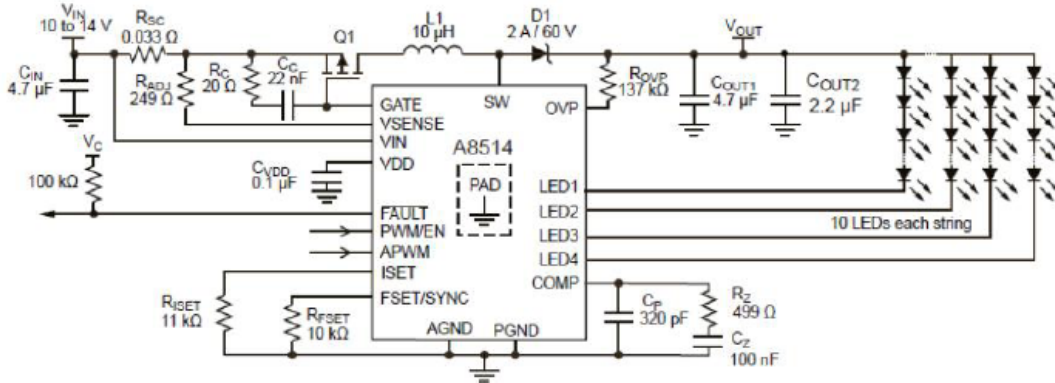 VIN
10 to 14 V
RSC
0.033 Ω
Q1
L1
10 µH
D1
2 A / 60 V
VOUT
CIN
4.7 µF
RADJ
249 Ω
RC
20 Ω
CC
22 nF
ROVP
137 kΩ
COUT1
4.7 µF
COUT2
2.2 µF
GATE
VSENSE
VIN
VDD
SW
OVP
A8514
PAD
VC
100 kΩ
CVDD
0.1 µF
FAULT
PWM/EN
APWM
ISET
FSET/SYNC
LED1
LED2
LED3
LED4
COMP
10 LEDs each string
RISET
11 kΩ
RFSET
10 kΩ
AGND
PGND
CP
320 pF
RZ
499 Ω
CZ
100 nF